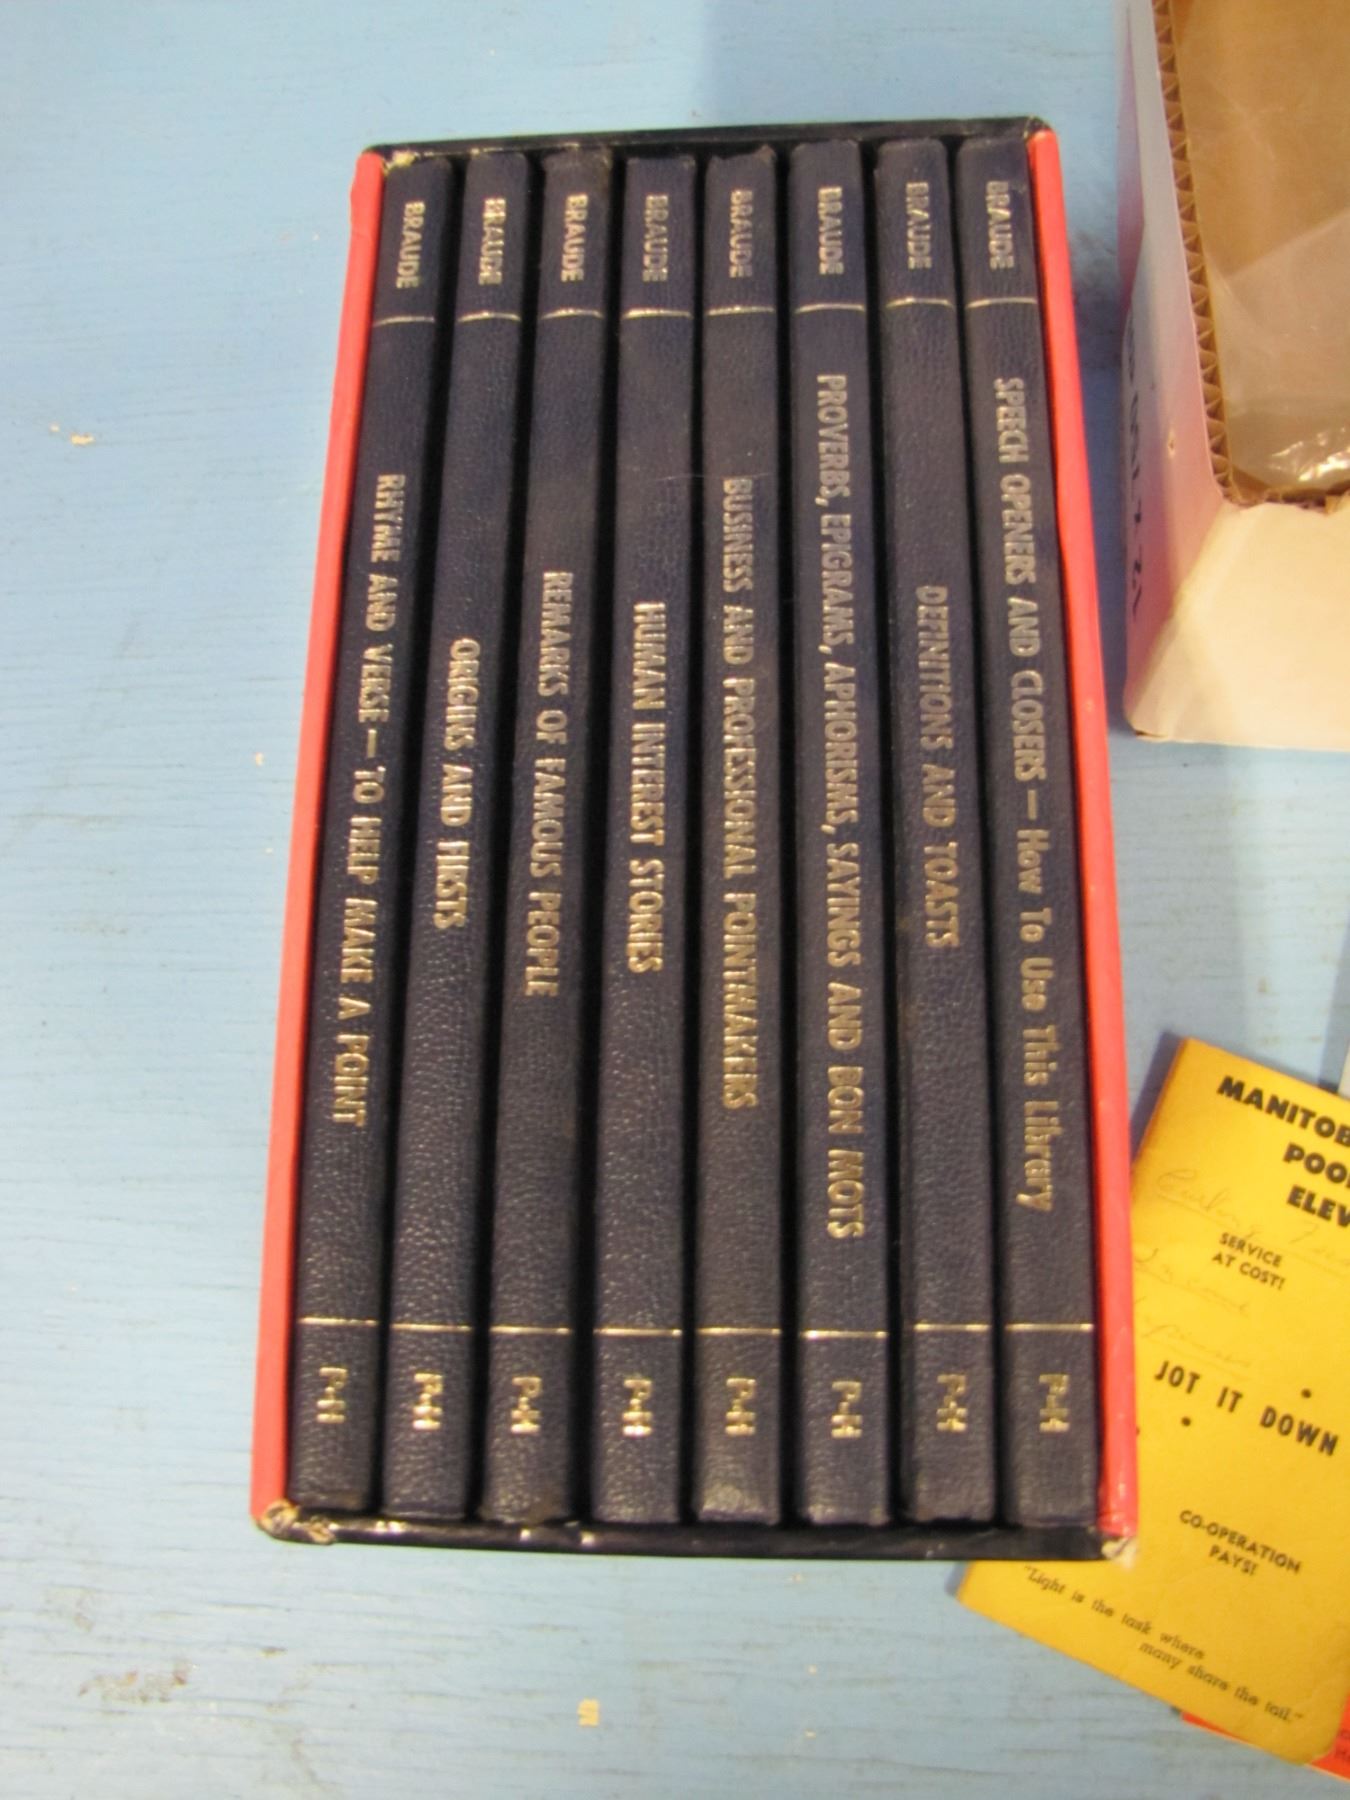 BRAUDE
RHYME AND VERSE — TO HELP MAKE A POINT
P-H
BRAUDE
ORIGINS AND FIRSTS
P-H
BRAUDE
REMARKS OF FAMOUS PEOPLE
P-H
BRAUDE
HUMAN INTEREST STORIES
P-H
BRAUDE
BUSINESS AND PROFESSIONAL POINTMAKERS
P-H
BRAUDE
PROVERBS, EPIGRAMS, APHORISMS, SAYINGS AND BON MOTS
P-H
BRAUDE
DEFINITIONS AND TOASTS
P-H
BRAUDE
SPEECH OPENERS AND CLOSERS — How To Use This Library
P-H
MANITOB
POO
ELEV
SERVICE
AT COST!
JOT IT DOWN
CO-OPERATION
PAYS!
"Light is the task where
many share the toil."